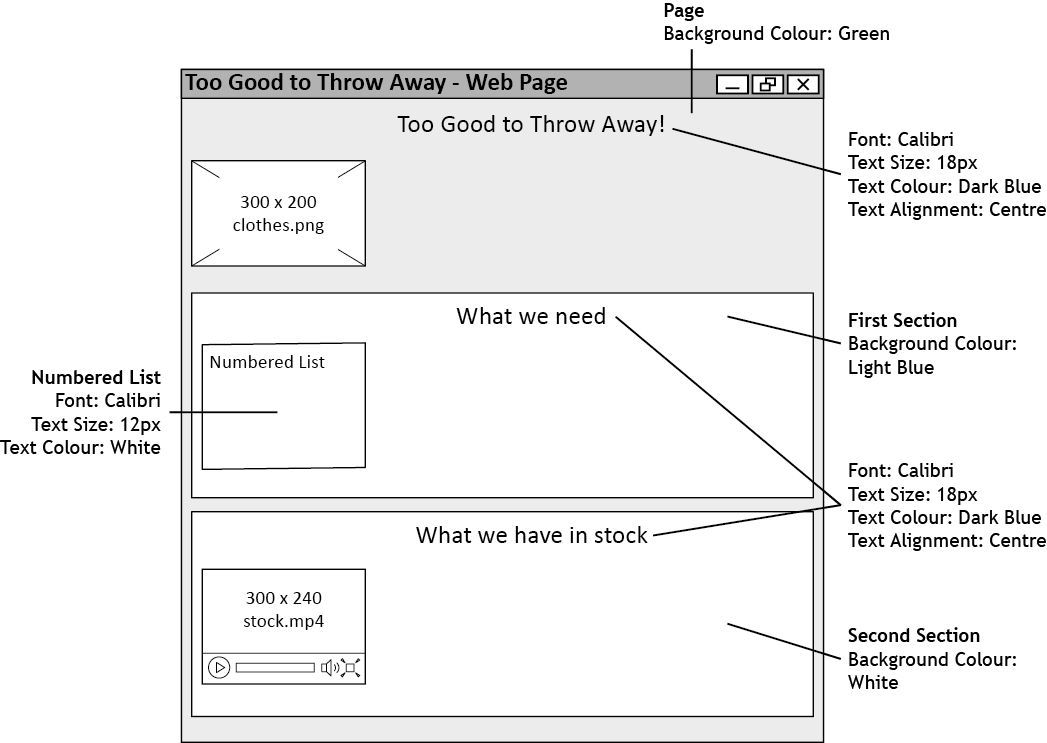 Page
Background Colour: Green
Too Good to Throw Away - Web Page
Too Good to Throw Away!
Font: Calibri
Text Size: 18px
Text Colour: Dark Blue
Text Alignment: Centre
300 x 200
clothes.png
What we need
First Section
Background Colour:
Light Blue
Numbered List
Numbered List
Font: Calibri
Text Size: 12px
Text Colour: White
Font: Calibri
Text Size: 18px
Text Colour: Dark Blue
Text Alignment: Centre
What we have in stock
300 x 240
stock.mp4
Second Section
Background Colour:
White